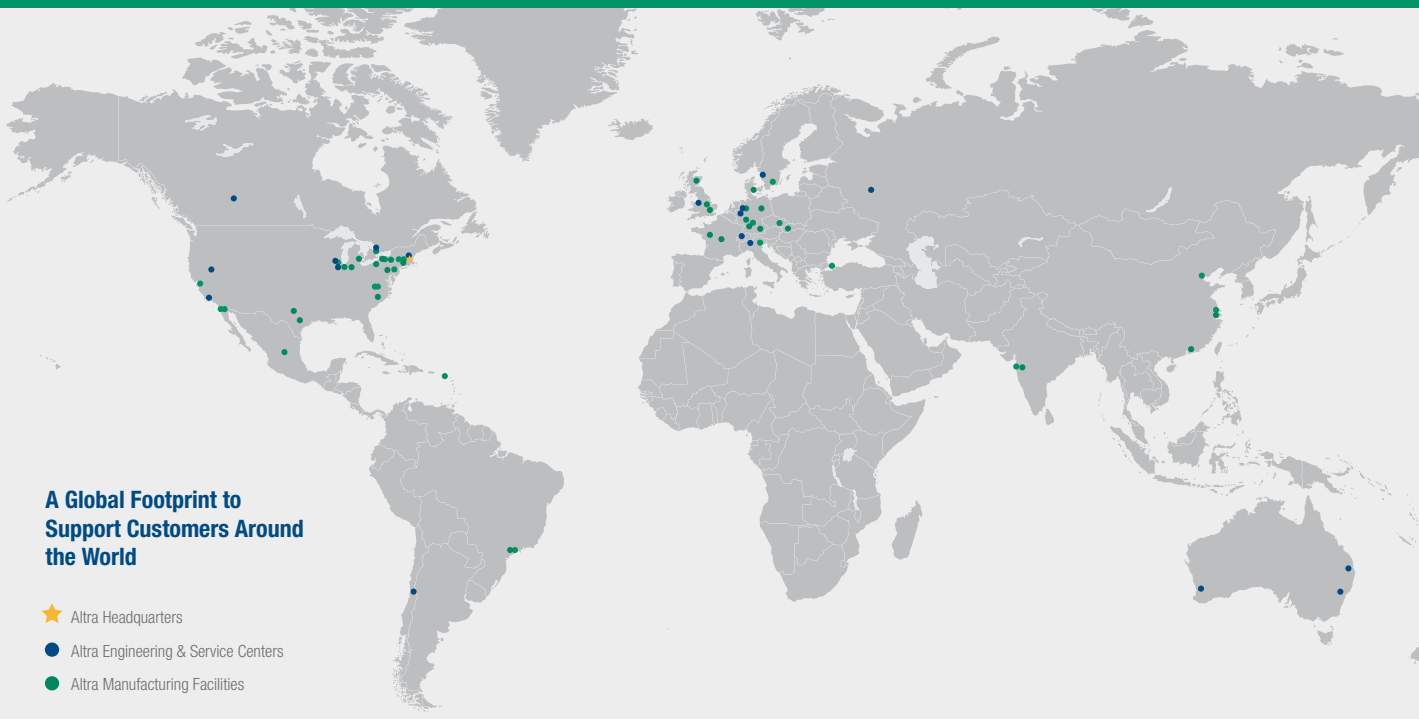 A Global Footprint to
Support Customers Around
the World
Altra Headquarters
Altra Engineering & Service Centers
Altra Manufacturing Facilities